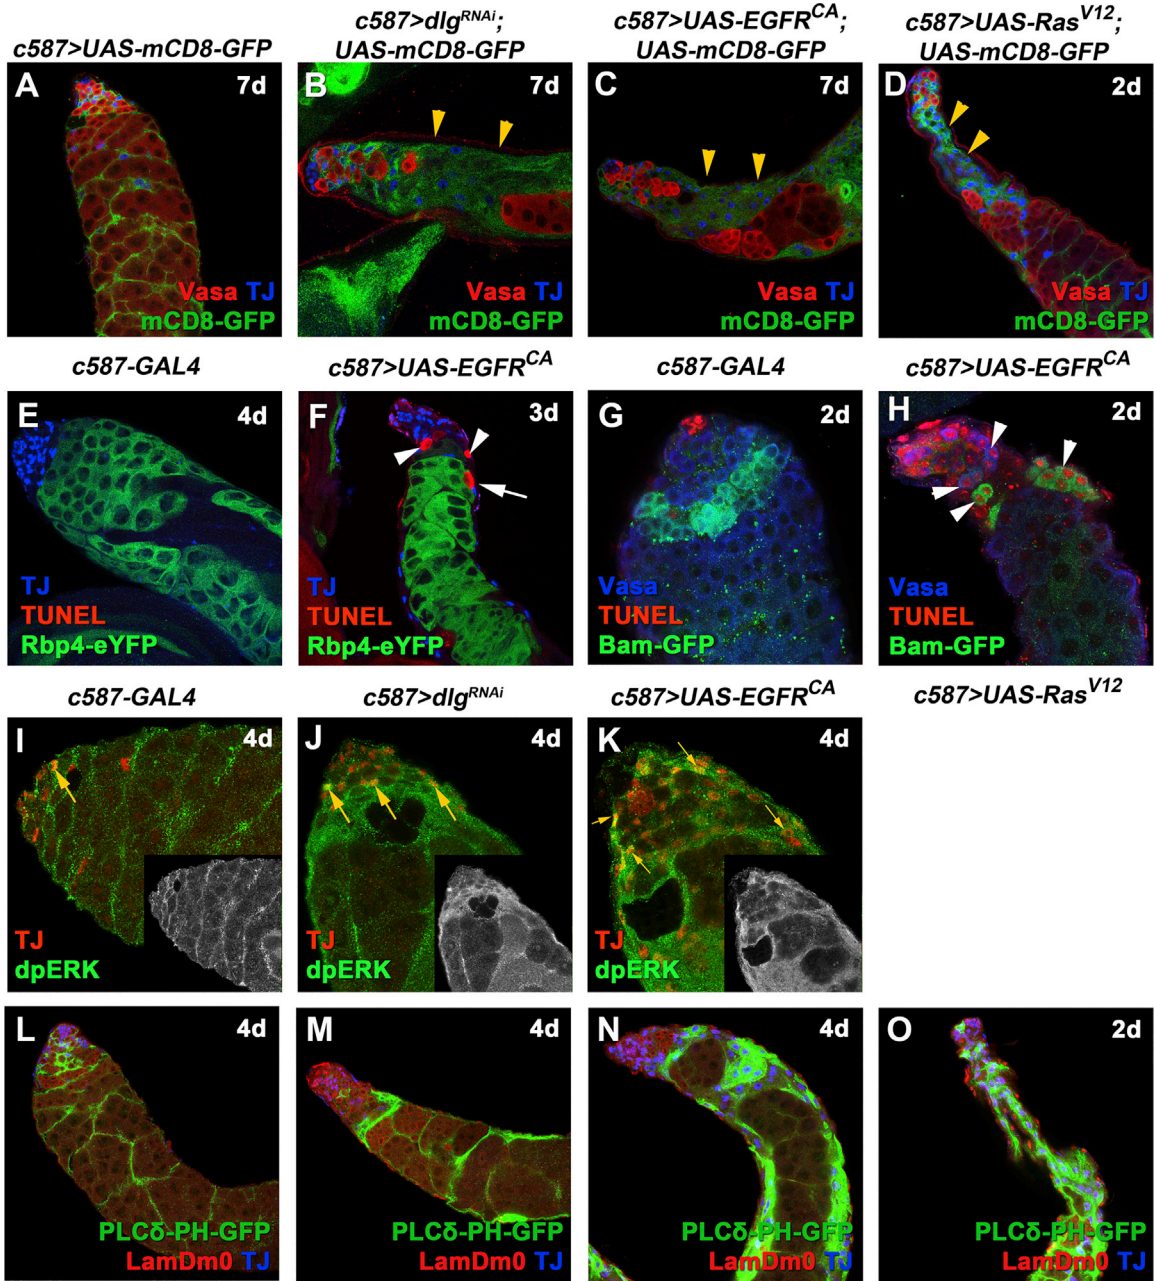 c587>UAS-mCD8-GFP
c587>dlg^RNAi;
UAS-mCD8-GFP
c587>UAS-EGFR^CA;
UAS-mCD8-GFP
c587>UAS-Ras^V12;
UAS-mCD8-GFP
A 7d
Vasa TJ
mCD8-GFP
B 7d
Vasa TJ
mCD8-GFP
C 7d
Vasa TJ
mCD8-GFP
D 2d
Vasa TJ
mCD8-GFP
c587-GAL4
c587>UAS-EGFR^CA
c587-GAL4
c587>UAS-EGFR^CA
E 4d
TJ
TUNEL
Rbp4-eYFP
F 3d
TJ
TUNEL
Rbp4-eYFP
G 2d
Vasa
TUNEL
Bam-GFP
H 2d
Vasa
TUNEL
Bam-GFP
c587-GAL4
c587>dlg^RNAi
c587>UAS-EGFR^CA
c587>UAS-Ras^V12
I 4d
TJ
dpERK
J 4d
TJ
dpERK
K 4d
TJ
dpERK
L 4d
PLCδ-PH-GFP
LamDm0 TJ
M 4d
PLCδ-PH-GFP
LamDm0 TJ
N 4d
PLCδ-PH-GFP
LamDm0 TJ
O 2d
PLCδ-PH-GFP
LamDm0 TJ